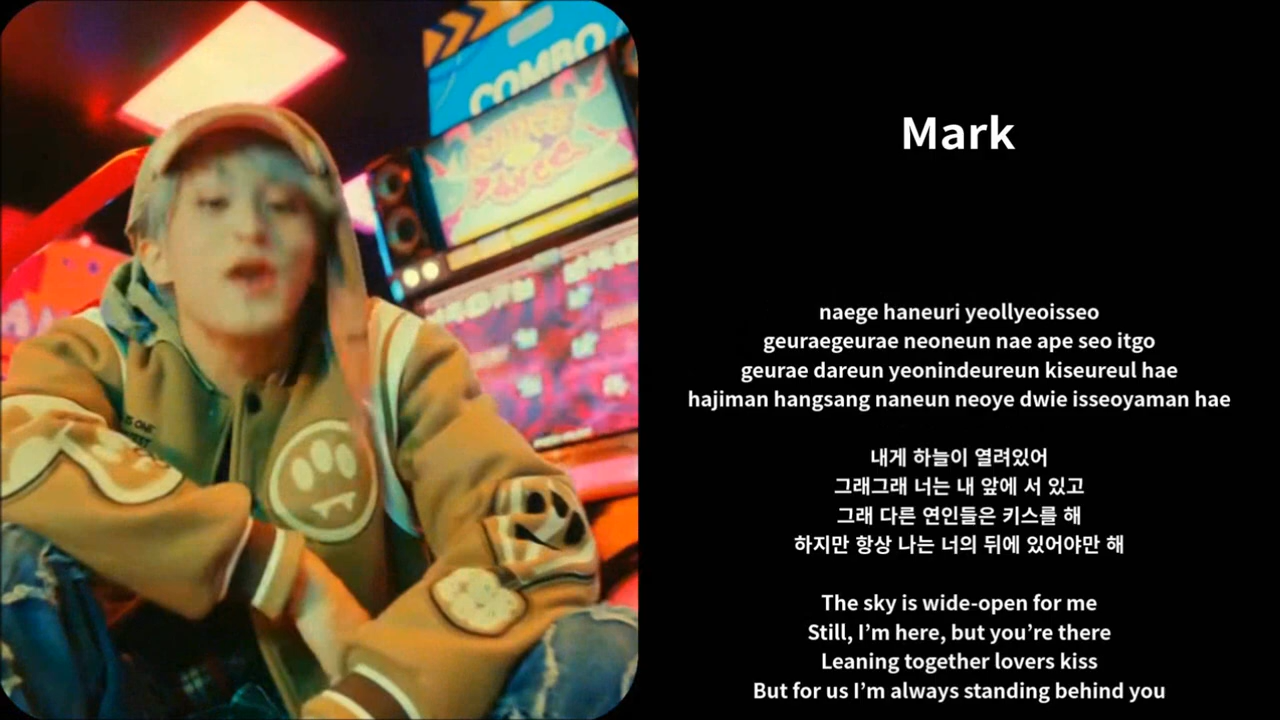 COMBO
Mark
naege haneuri yeollyeoisseo
geuraegeurae neoneun nae ape seo itgo
geurae dareun yeonindeureun kiseureul hae
hajiman hangsang naneun neoye dwie isseoyaman hae
내게 하늘이 열려있어
그래그래 너는 내 앞에 서 있고
그래 다른 연인들은 키스를 해
하지만 항상 나는 너의 뒤에 있어야만 해
The sky is wide-open for me
Still, I’m here, but you’re there
Leaning together lovers kiss
But for us I’m always standing behind you